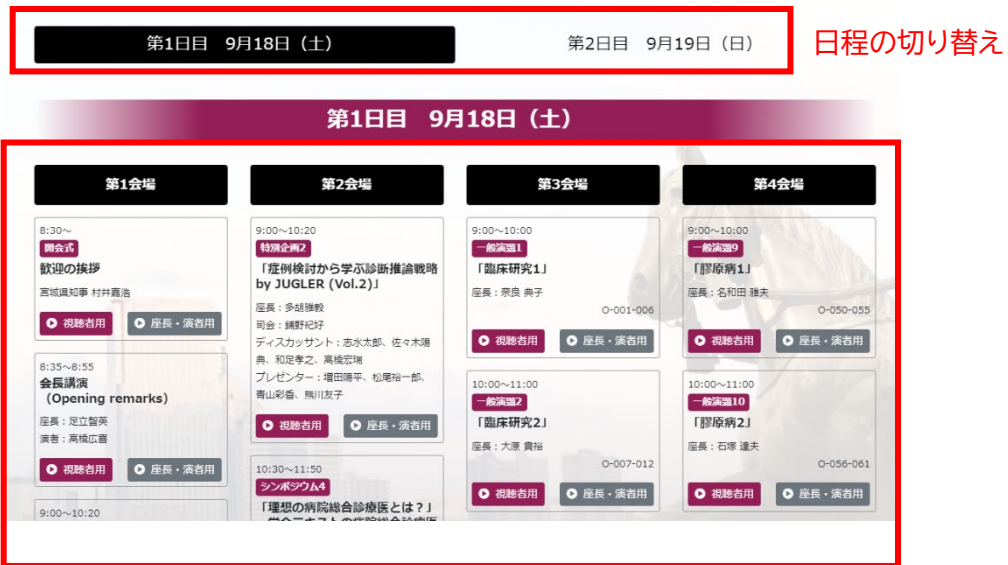 第1日目 9月18日（土）
第2日目 9月19日（日）
日程の切り替え
第1日目 9月18日（土）
第1会場
8:30～
開会式
歓迎の挨拶
宮城県知事 村井嘉浩
視聴者用
座長・演者用
8:35～8:55
会長講演
（Opening remarks）
座長：足立智英
演者：高橋広喜
視聴者用
座長・演者用
9:00～10:20
第2会場
9:00～10:20
特別企画2
「症例検討から学ぶ診断推論戦略
by JUGLER (Vol.2)」
座長：多胡雅毅
司会：鋪野紀好
ディスカッサント：志水太郎、佐々木陽
典、和足孝之、高橋宏瑞
プレゼンター：増田陽平、松尾裕一郎、
青山彩香、熊川友子
視聴者用
座長・演者用
10:30～11:50
シンポジウム4
「理想の病院総合診療医とは？」
第3会場
9:00～10:00
一般演題1
「臨床研究1」
座長：奈良 典子
O-001-006
視聴者用
座長・演者用
10:00～11:00
一般演題2
「臨床研究2」
座長：大原 貴裕
O-007-012
視聴者用
座長・演者用
第4会場
9:00～10:00
一般演題9
「膠原病1」
座長：名和田 雅夫
O-050-055
視聴者用
座長・演者用
10:00～11:00
一般演題10
「膠原病2」
座長：石塚 達夫
O-056-061
視聴者用
座長・演者用